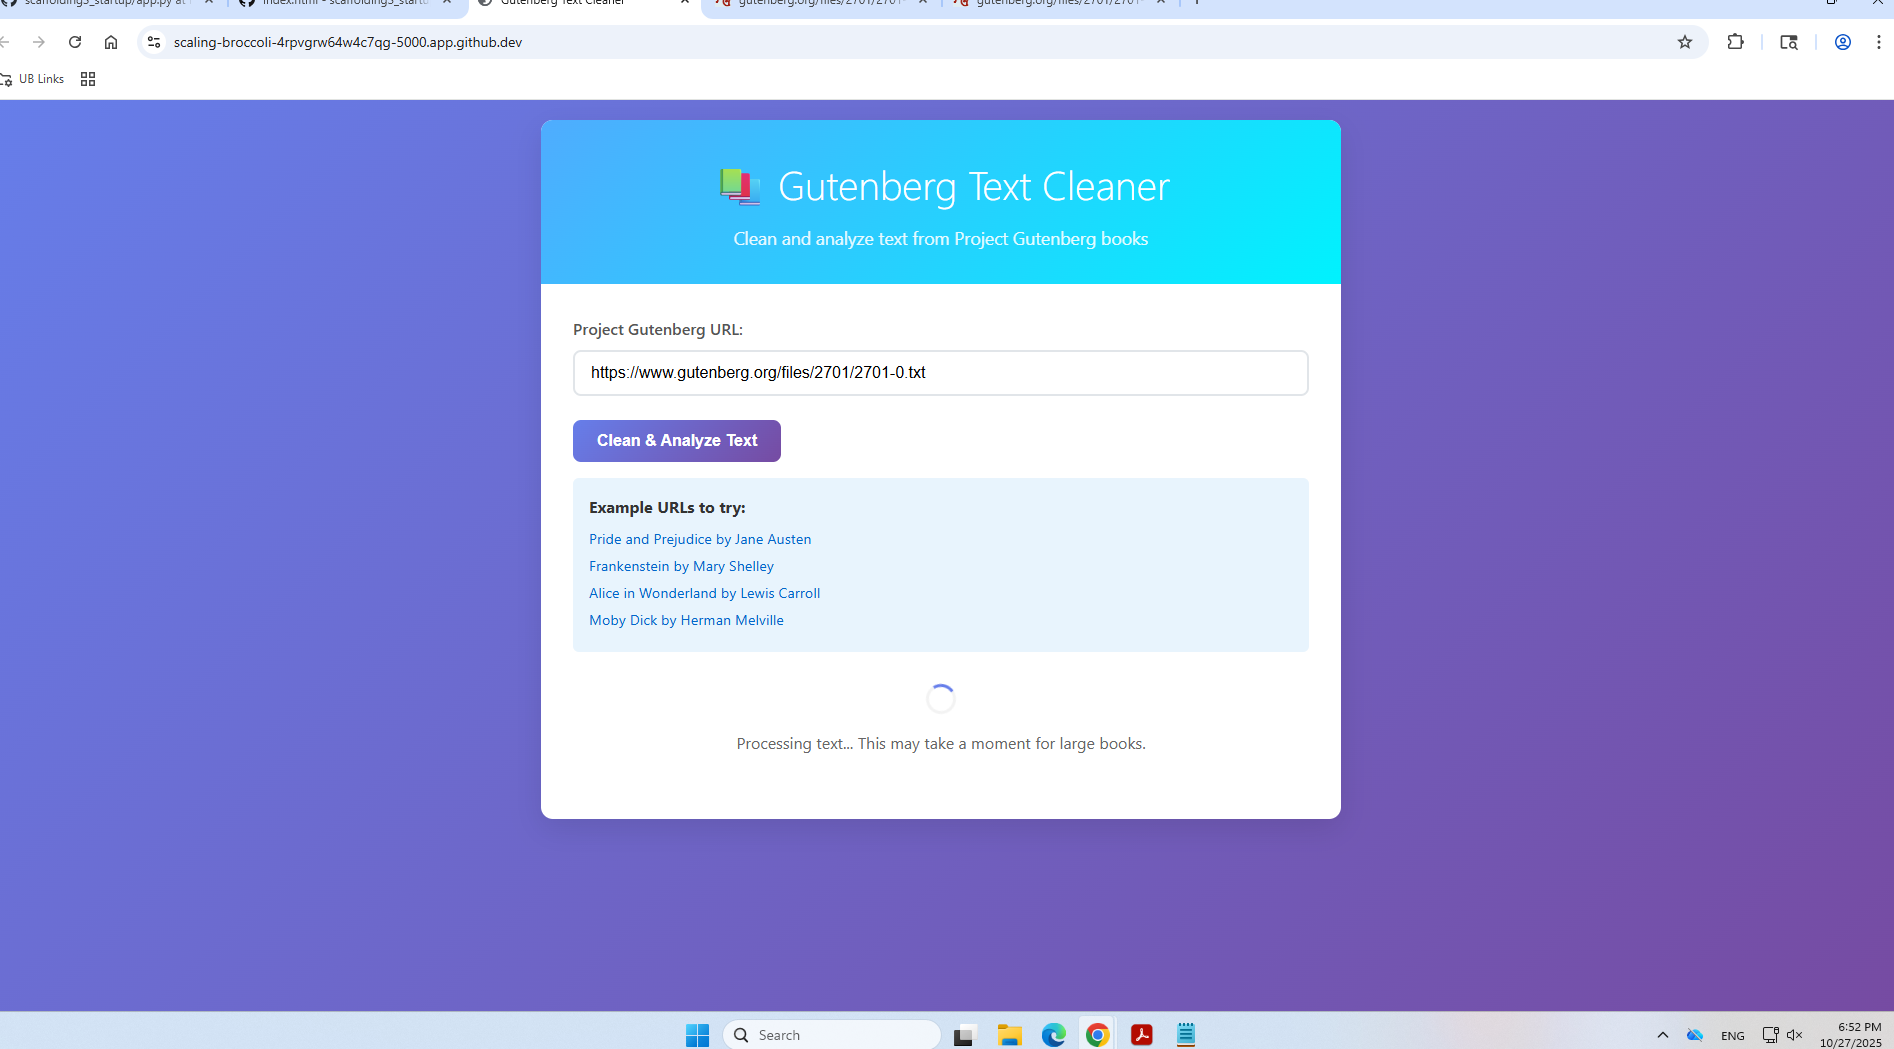 scaffolding5_startup/app.py at
index.html - scaffolding5_startu
Gutenberg Text Cleaner
gutenberg.org/files/2701/2701-
gutenberg.org/files/2701/2701-
scaling-broccoli-4rpvgrw64w4c7qg-5000.app.github.dev
UB Links
Gutenberg Text Cleaner
Clean and analyze text from Project Gutenberg books
Project Gutenberg URL:
https://www.gutenberg.org/files/2701/2701-0.txt
Clean & Analyze Text
Example URLs to try:
Pride and Prejudice by Jane Austen
Frankenstein by Mary Shelley
Alice in Wonderland by Lewis Carroll
Moby Dick by Herman Melville
Processing text... This may take a moment for large books.
Search
ENG
6:52 PM
10/27/2025